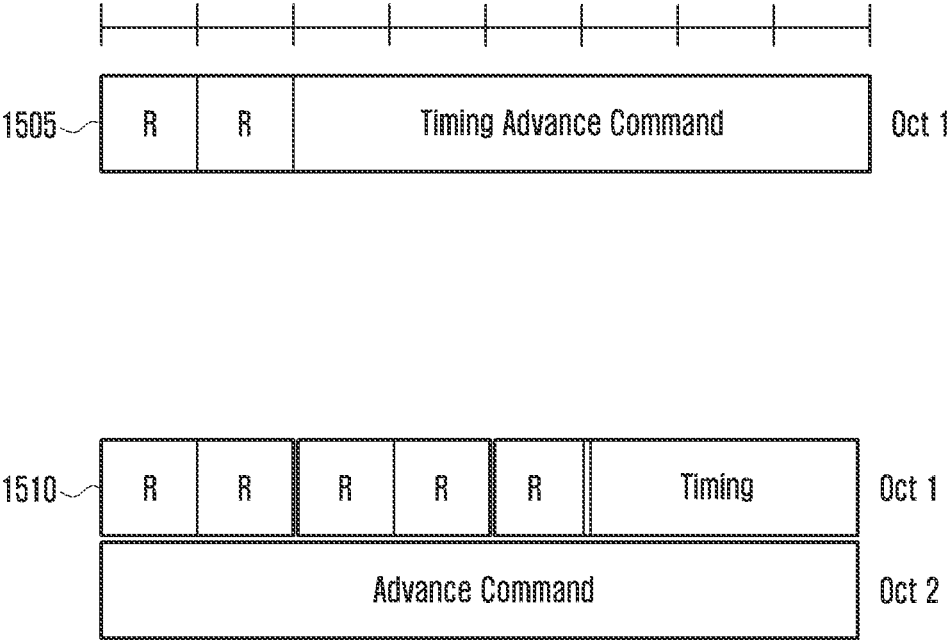 1505 R R Timing Advance Command Oct 1
1510 R R R R R Timing Oct 1
Advance Command Oct 2